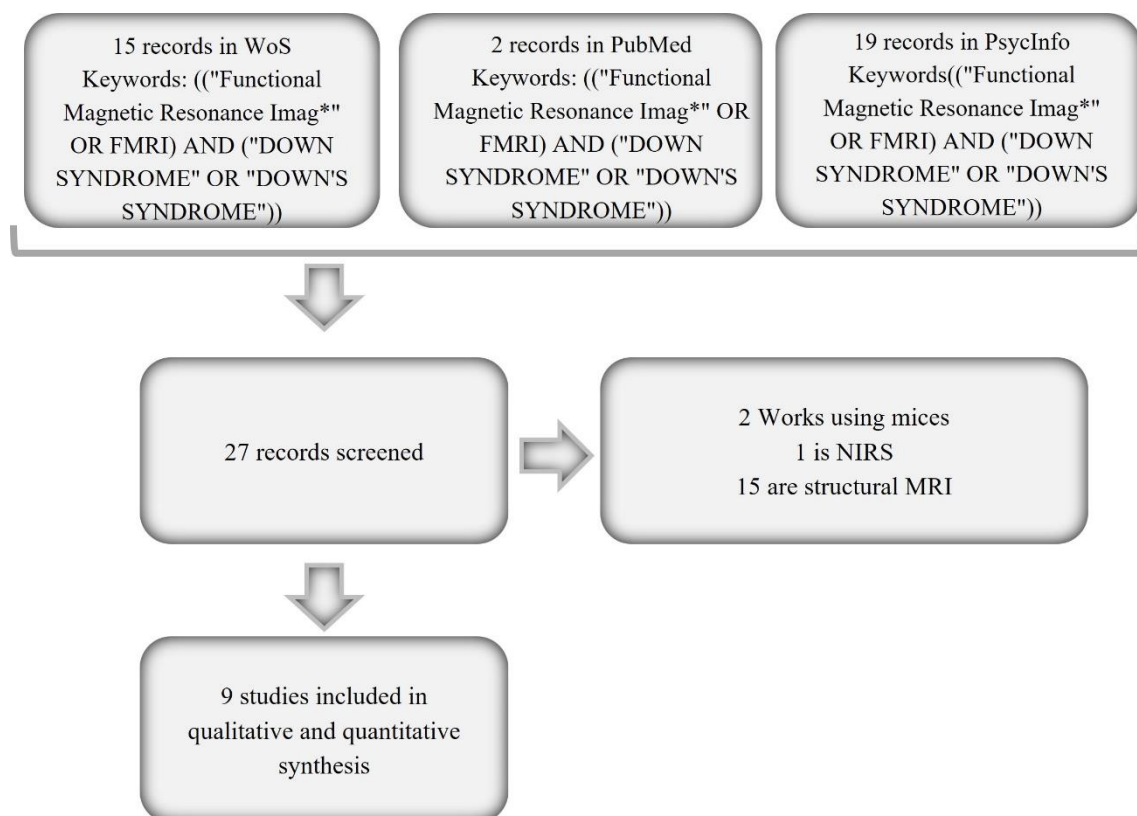 15 records in WoS
Keywords: (("Functional
Magnetic Resonance Imag*"
OR FMRI) AND ("DOWN
SYNDROME" OR "DOWN'S
SYNDROME"))
2 records in PubMed
Keywords: (("Functional
Magnetic Resonance Imag*" OR
FMRI) AND ("DOWN
SYNDROME" OR "DOWN'S
SYNDROME"))
19 records in PsycInfo
Keywords(("Functional
Magnetic Resonance Imag*"
OR FMRI) AND ("DOWN
SYNDROME" OR "DOWN'S
SYNDROME"))
27 records screened
2 Works using mices
1 is NIRS
15 are structural MRI
9 studies included in
qualitative and quantitative
synthesis